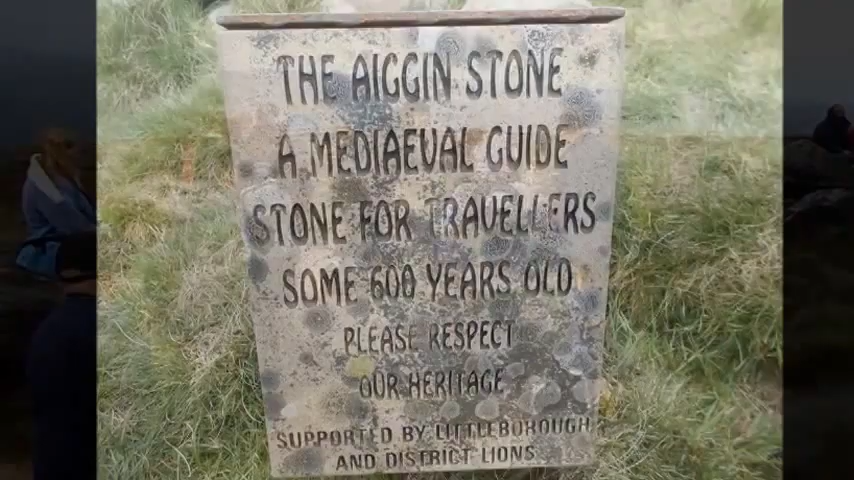 THE AIGGIN STONE
A MEDIAEVAL GUIDE
STONE FOR TRAVELLERS
SOME 600 YEARS OLD
PLEASE RESPECT
OUR HERITAGE
SUPPORTED BY LITTLEBOROUGH
AND DISTRICT LIONS